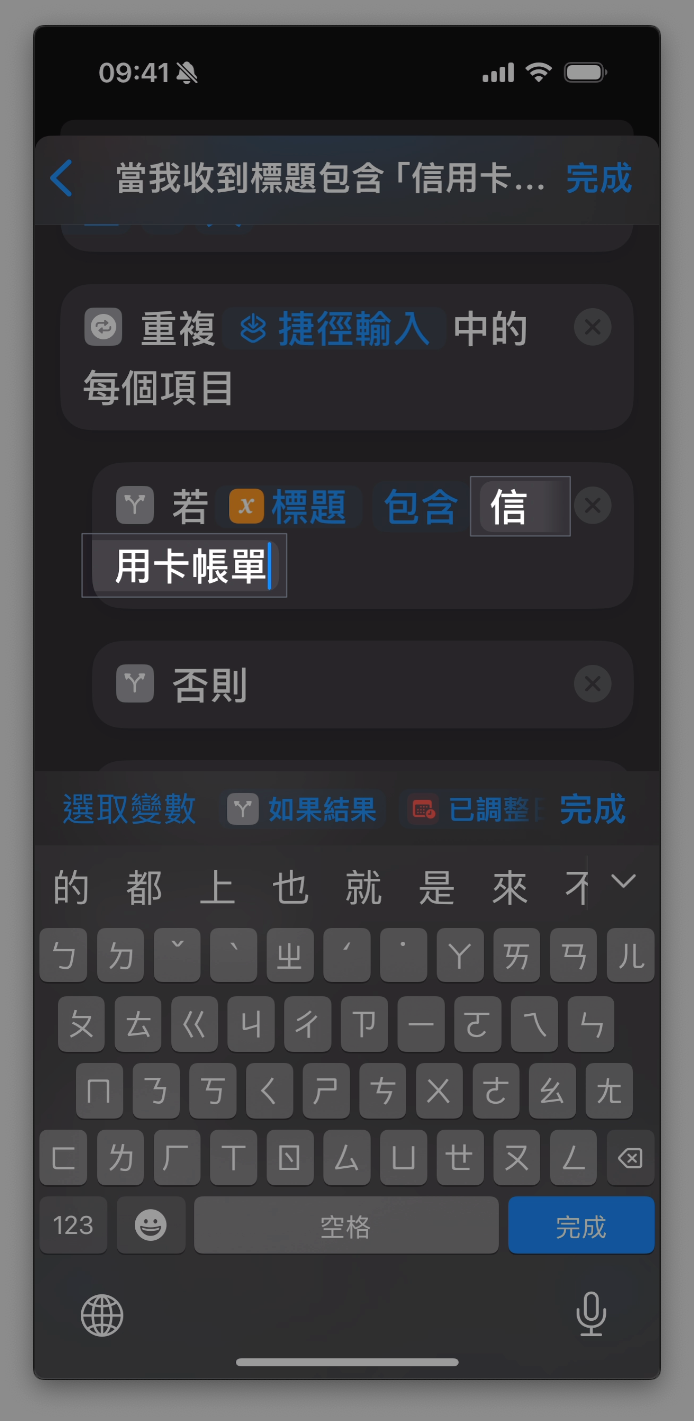 09:41
當我收到標題包含「信用卡... 完成
重複 捷徑輸入 中的
每個項目
若 x 標題 包含 信
用卡帳單
否則
選取變數 如果結果 已調整 完成
的 都 上 也 就 是 來
ㄅ ㄉ ˇ ˋ ㄓ ˊ ˙ ㄚ ㄞ ㄢ ㄦ
ㄆ ㄊ ㄍ ㄐ ㄔ ㄗ ㄧ ㄛ ㄟ ㄣ
ㄇ ㄋ ㄎ ㄑ ㄕ ㄘ ㄨ ㄜ ㄠ ㄤ
ㄈ ㄌ ㄏ ㄒ ㄖ ㄙ ㄩ ㄝ ㄡ ㄥ
123 空格 完成